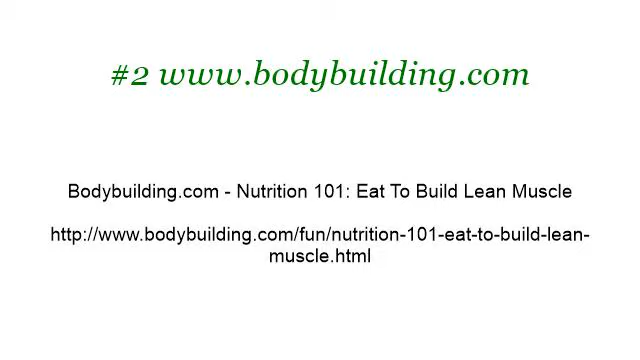 #2 www.bodybuilding.com
Bodybuilding.com - Nutrition 101: Eat To Build Lean Muscle
http://www.bodybuilding.com/fun/nutrition-101-eat-to-build-lean-
muscle.html